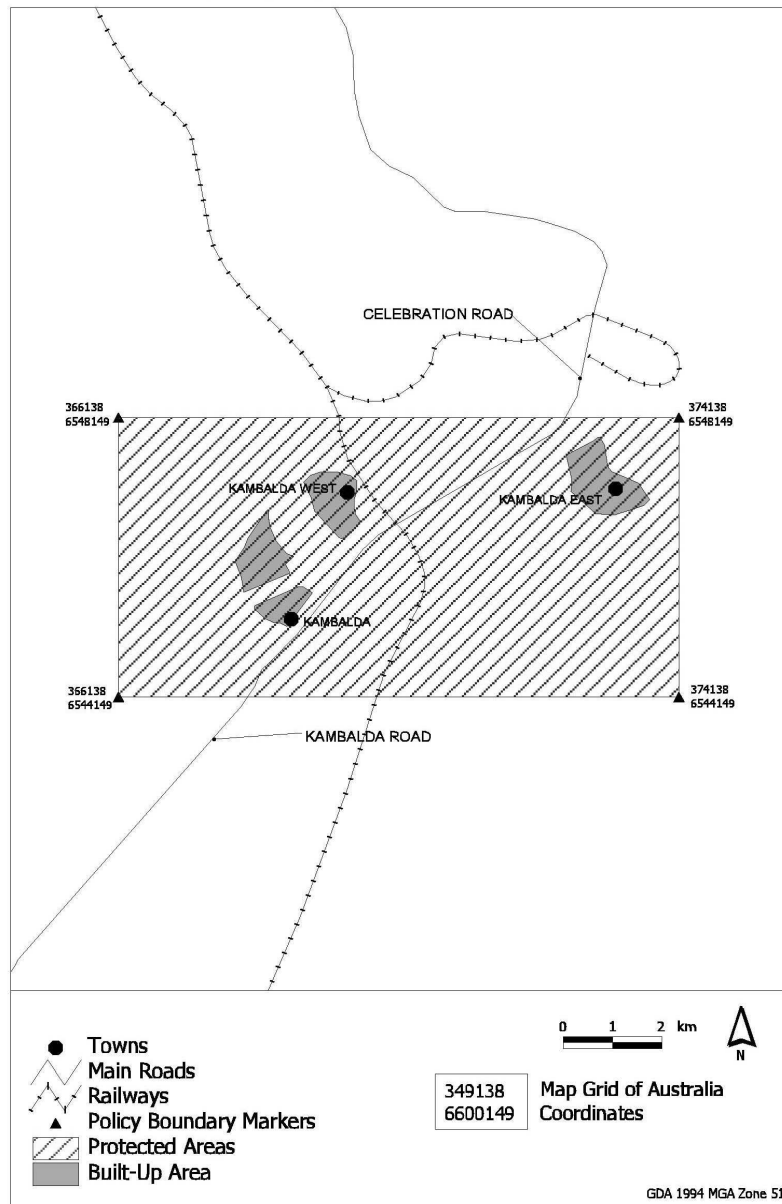 CELEBRATION ROAD
366138
6548149
374138
6548149
KAMBALDA WEST
KAMBALDA EAST
KAMBALDA
366138
6544149
374138
6544149
KAMBALDA ROAD
0 1 2 km
N
Towns
Main Roads
Railways
Policy Boundary Markers
Protected Areas
Built-Up Area
349138
6600149
Map Grid of Australia
Coordinates
GDA 1994 MGA Zone 51